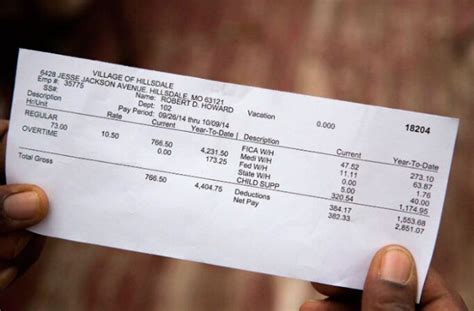 VILLAGE OF HILLSDALE
6428 JESSE JACKSON AVENUE, HILLSDALE, MO 63121
Emp #: 35775 Name: ROBERT D. HOWARD
SS#: Dept: 102 Vacation 0.000 18204
Description Pay Period: 09/26/14 thru 10/09/14
Hr/Unit Rate Current Year-To-Date Description Current Year-To-Date
REGULAR
73.00 10.50 766.50 4,231.50 FICA W/H 47.52 273.10
OVERTIME 0.00 173.25 Medi W/H 11.11 63.87
Fed W/H 0.00 1.76
State W/H 5.00 40.00
CHILD SUPP 320.54 1,174.95
Total Gross 766.50 4,404.75 Deductions 384.17 1,553.68
Net Pay 382.33 2,851.07